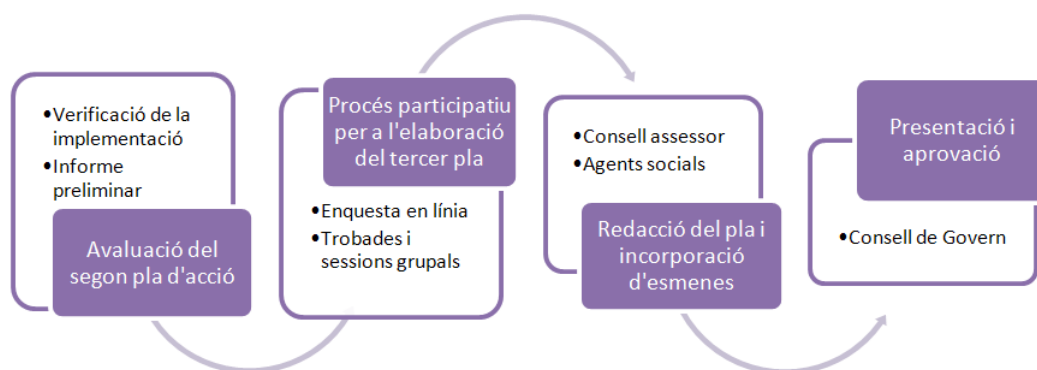 •Verificació de la
implementació
•Informe
preliminar
Avaluació del
segon pla d'acció
Procés participatiu
per a l'elaboració
del tercer pla
•Enquesta en línia
•Trobades i
sessions grupals
•Consell assessor
•Agents socials
Redacció del pla i
incorporació
d'esmenes
Presentació i
aprovació
•Consell de Govern